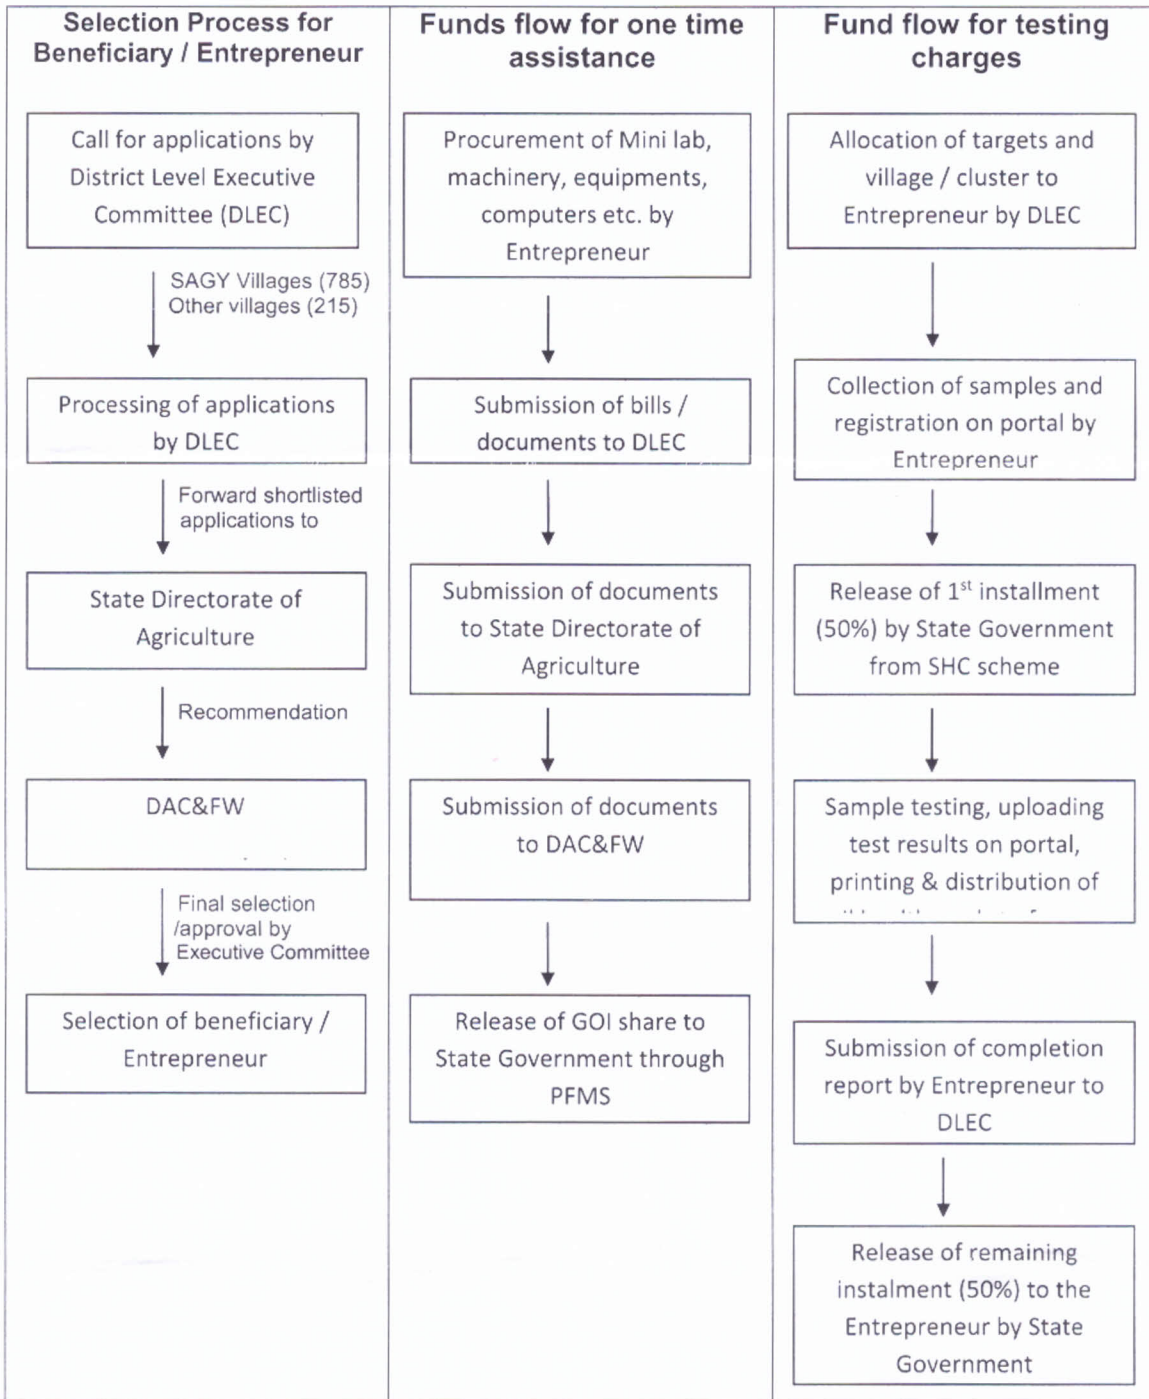 Selection Process for
Beneficiary / Entrepreneur
Call for applications by
District Level Executive
Committee (DLEC)
SAGY Villages (785)
Other villages (215)
Processing of applications
by DLEC
Forward shortlisted
applications to
State Directorate of
Agriculture
Recommendation
DAC&FW
Final selection
/approval by
Executive Committee
Selection of beneficiary /
Entrepreneur
Funds flow for one time
assistance
Procurement of Mini lab,
machinery, equipments,
computers etc. by
Entrepreneur
Submission of bills /
documents to DLEC
Submission of documents
to State Directorate of
Agriculture
Submission of documents
to DAC&FW
Release of GOI share to
State Government through
PFMS
Fund flow for testing
charges
Allocation of targets and
village / cluster to
Entrepreneur by DLEC
Collection of samples and
registration on portal by
Entrepreneur
Release of 1st installment
(50%) by State Government
from SHC scheme
Sample testing, uploading
test results on portal,
printing & distribution of
Submission of completion
report by Entrepreneur to
DLEC
Release of remaining
instalment (50%) to the
Entrepreneur by State
Government